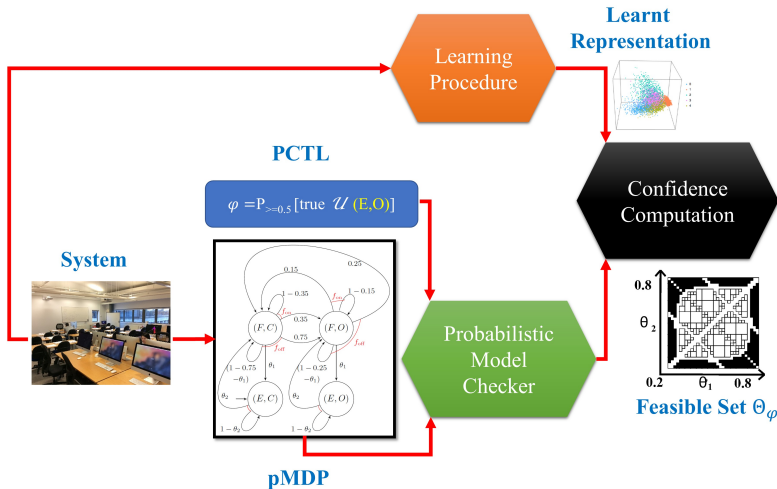 Learnt
Representation
Learning
Procedure
PCTL
φ =P>=0.5 [true 𝒰 (E,O)]
Confidence
Computation
System
0.25
0.15
1−0.35
1−0.15
0.35
(F, C)
(F, O)
0.75
(1−0.75
−θ₁)
θ₁
(1−0.25
−θ₁)
θ₁
θ₂
(E, C)
θ₂
(E, O)
1−θ₂
1−θ₂
pMDP
Probabilistic
Model
Checker
0.8
θ₂
0.2
θ₁
0.8
Feasible Set Θφ